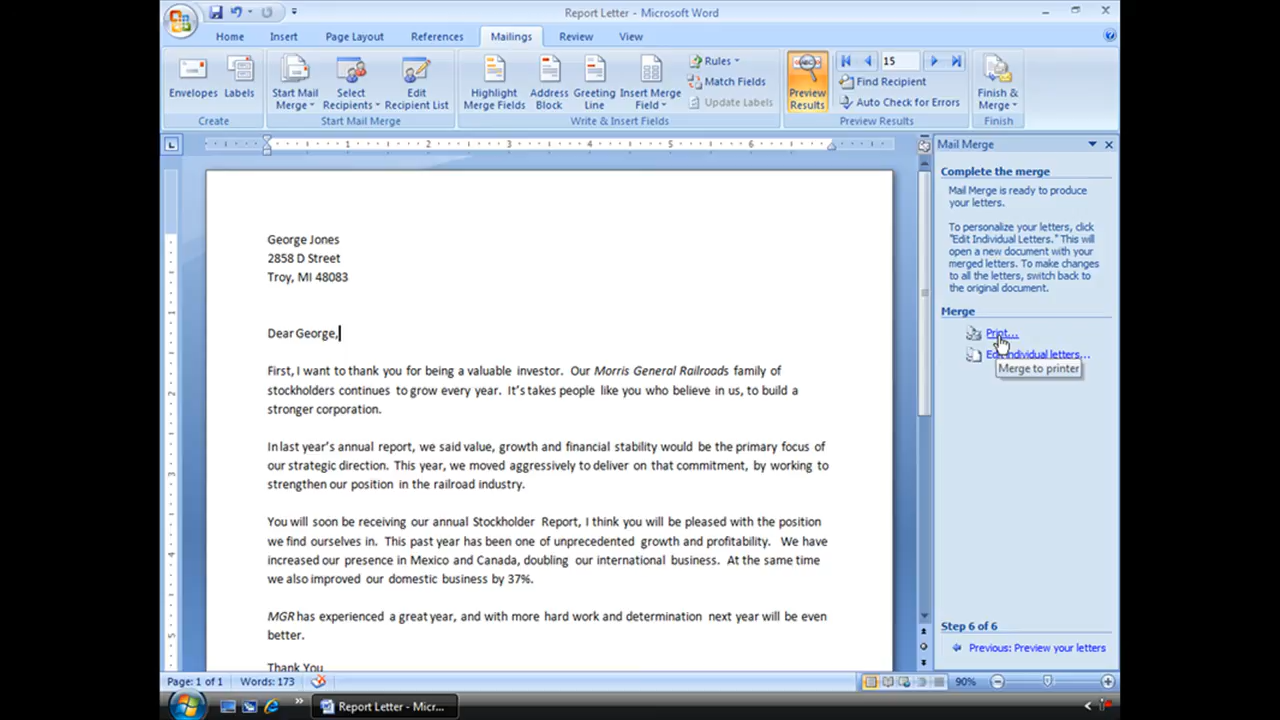 Report Letter - Microsoft Word
Home Insert Page Layout References Mailings Review View
Envelopes
Labels
Create
Start Mail Merge
Select Recipients
Edit Recipient List
Start Mail Merge
Highlight Merge Fields
Address Block
Greeting Line
Insert Merge Field
Rules
Match Fields
Update Labels
Write & Insert Fields
Preview Results
15
Find Recipient
Auto Check for Errors
Preview Results
Finish & Merge
Finish
L
1 2 3 4 5 6
George Jones
2858 D Street
Troy, MI 48083
Dear George,
First, I want to thank you for being a valuable investor. Our Morris General Railroads family of
stockholders continues to grow every year. It's takes people like you who believe in us, to build a
stronger corporation.
In last year's annual report, we said value, growth and financial stability would be the primary focus of
our strategic direction. This year, we moved aggressively to deliver on that commitment, by working to
strengthen our position in the railroad industry.
You will soon be receiving our annual Stockholder Report, I think you will be pleased with the position
we find ourselves in. This past year has been one of unprecedented growth and profitability. We have
increased our presence in Mexico and Canada, doubling our international business. At the same time
we also improved our domestic business by 37%.
MGR has experienced a great year, and with more hard work and determination next year will be even
better.
Thank You
Mail Merge
Complete the merge
Mail Merge is ready to produce
your letters.
To personalize your letters, click
"Edit Individual Letters." This will
open a new document with your
merged letters. To make changes
to all the letters, switch back to
the original document.
Merge
Print...
Edit individual letters...
Merge to printer
Step 6 of 6
Previous: Preview your letters
Page: 1 of 1 Words: 173
90%
Report Letter - Micr...